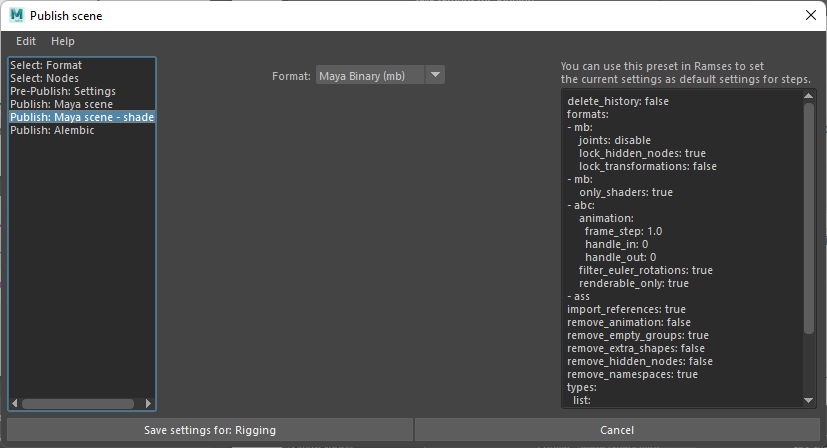 Publish scene
Edit Help
Select: Format
Select: Nodes
Pre-Publish: Settings
Publish: Maya scene
Publish: Maya scene - shade
Publish: Alembic
Format: Maya Binary (mb)
You can use this preset in Ramses to set
the current settings as default settings for steps.
delete_history: false
formats:
- mb:
joints: disable
lock_hidden_nodes: true
lock_transformations: false
- mb:
only_shaders: true
- abc:
animation:
frame_step: 1.0
handle_in: 0
handle_out: 0
filter_euler_rotations: true
renderable_only: true
- ass
import_references: true
remove_animation: false
remove_empty_groups: true
remove_extra_shapes: false
remove_hidden_nodes: false
remove_namespaces: true
types:
list:
Save settings for: Rigging
Cancel